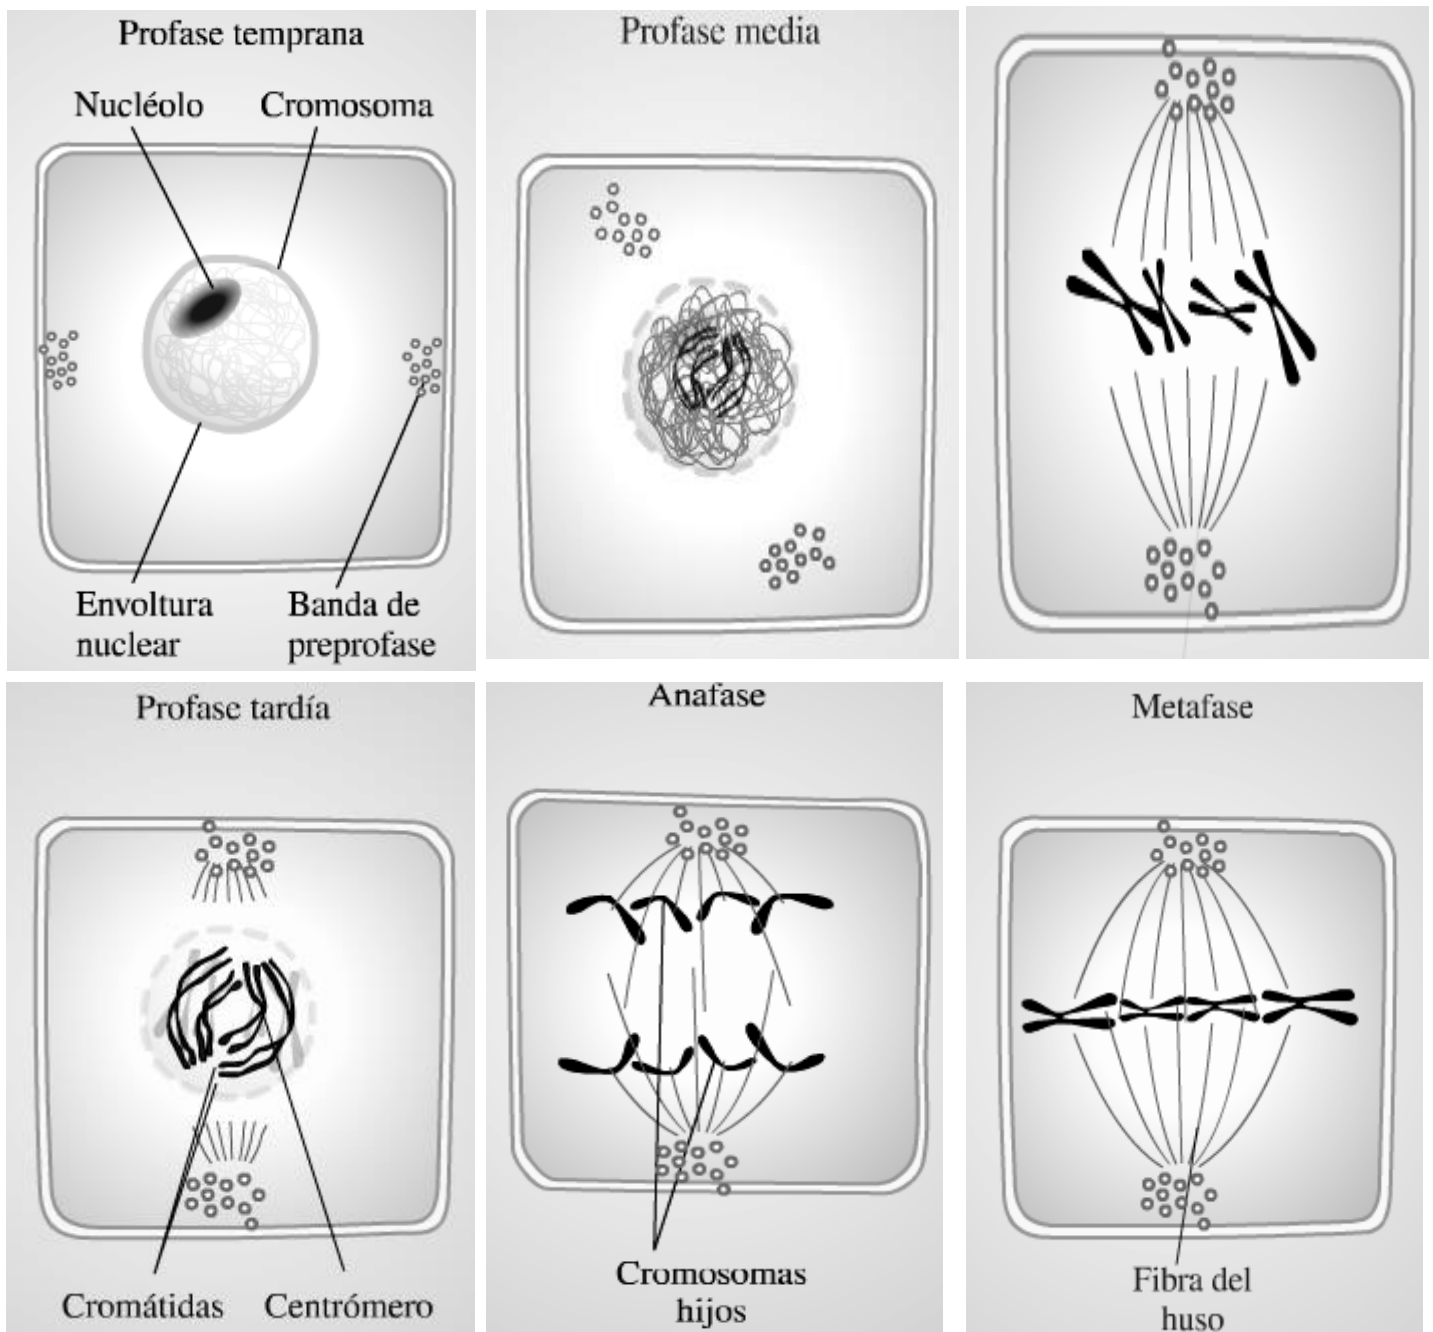 Profase temprana
Nucléolo
Cromosoma
Envoltura
nuclear
Banda de
preprofase
Profase media
Profase tardía
Cromátidas
Centrómero
Anafase
Cromosomas
hijos
Metafase
Fibra del
huso